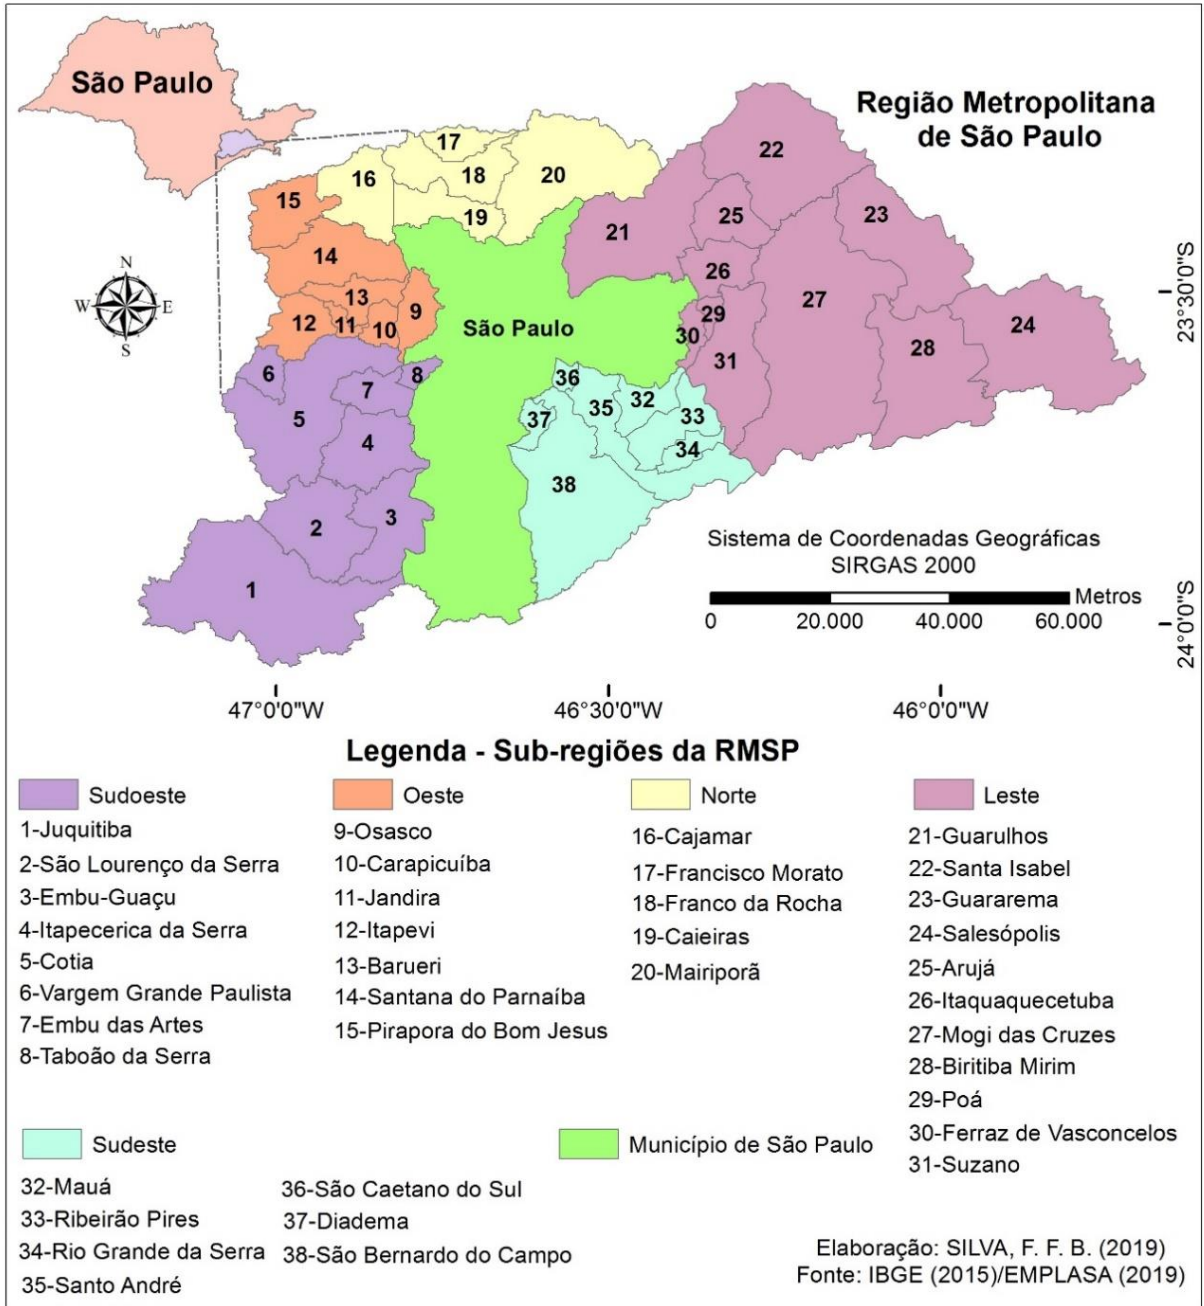 São Paulo
Região Metropolitana
de São Paulo
17
22
16
18
20
15
19
25
23
21
14
26
N
W
E
S
13
27
9
29
24
12
11
10
São Paulo
30
28
31
8
6
36
7
32
5
35
33
37
4
34
38
3
2
1
23°30'0"S
24°0'0"S
Sistema de Coordenadas Geográficas
SIRGAS 2000
Metros
0
20.000
40.000
60.000
47°0'0"W
46°30'0"W
46°0'0"W
Legenda - Sub-regiões da RMSP
Sudoeste
1-Juquitiba
2-São Lourenço da Serra
3-Embu-Guaçu
4-Itapecerica da Serra
5-Cotia
6-Vargem Grande Paulista
7-Embu das Artes
8-Taboão da Serra
Oeste
9-Osasco
10-Carapicuíba
11-Jandira
12-Itapevi
13-Barueri
14-Santana do Parnaíba
15-Pirapora do Bom Jesus
Norte
16-Cajamar
17-Francisco Morato
18-Franco da Rocha
19-Caieiras
20-Mairiporã
Leste
21-Guarulhos
22-Santa Isabel
23-Guararema
24-Salesópolis
25-Arujá
26-Itaquaquecetuba
27-Mogi das Cruzes
28-Biritiba Mirim
29-Poá
30-Ferraz de Vasconcelos
31-Suzano
Sudeste
32-Mauá
33-Ribeirão Pires
34-Rio Grande da Serra
35-Santo André
36-São Caetano do Sul
37-Diadema
38-São Bernardo do Campo
Município de São Paulo
Elaboração: SILVA, F. F. B. (2019)
Fonte: IBGE (2015)/EMPLASA (2019)